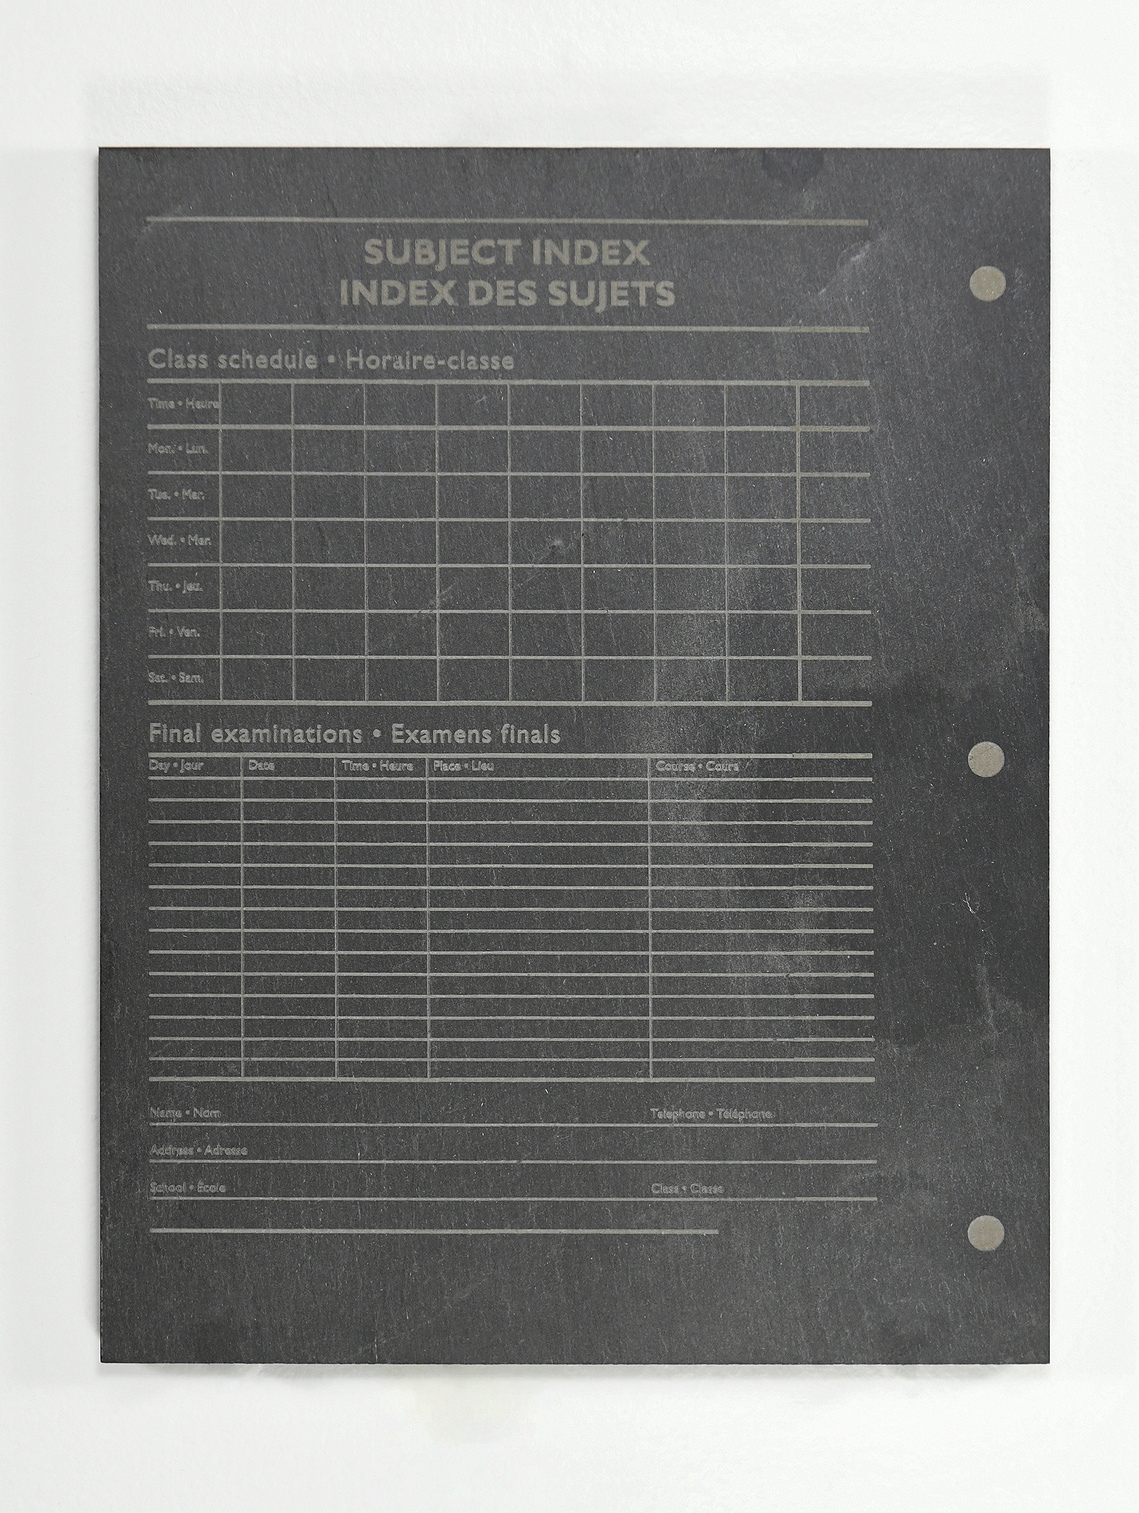 SUBJECT INDEX
INDEX DES SUJETS
Class schedule • Horaire-classe
Time • Heure
Mon. • Lun.
Tue. • Mar.
Wed. • Mer.
Thu. • Jeu.
Fri. • Ven.
Sat. • Sam.
Final examinations • Examens finals
Day • Jour Date Time • Heure Place • Lieu Course • Cours
Name • Nom Telephone • Téléphone
Address • Adresse
School • École Class • Classe